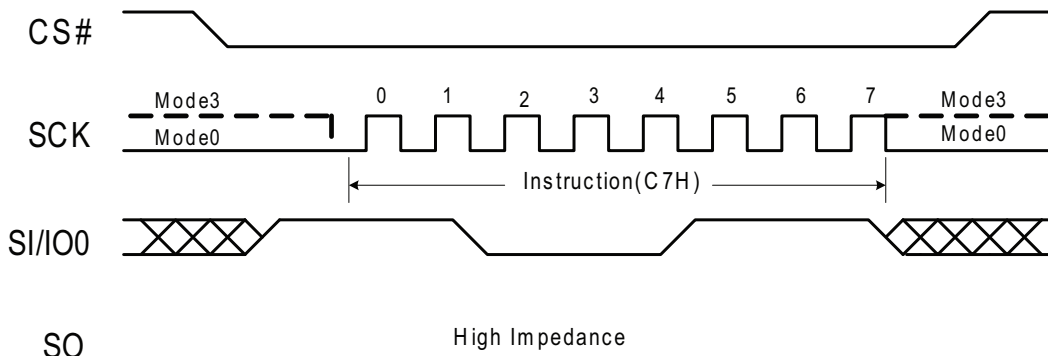 CS#
0 1 2 3 4 5 6 7
Mode3 Mode3
SCK
Mode0 Mode0
Instruction(C7H)
SI/IO0
High Impedance
SO